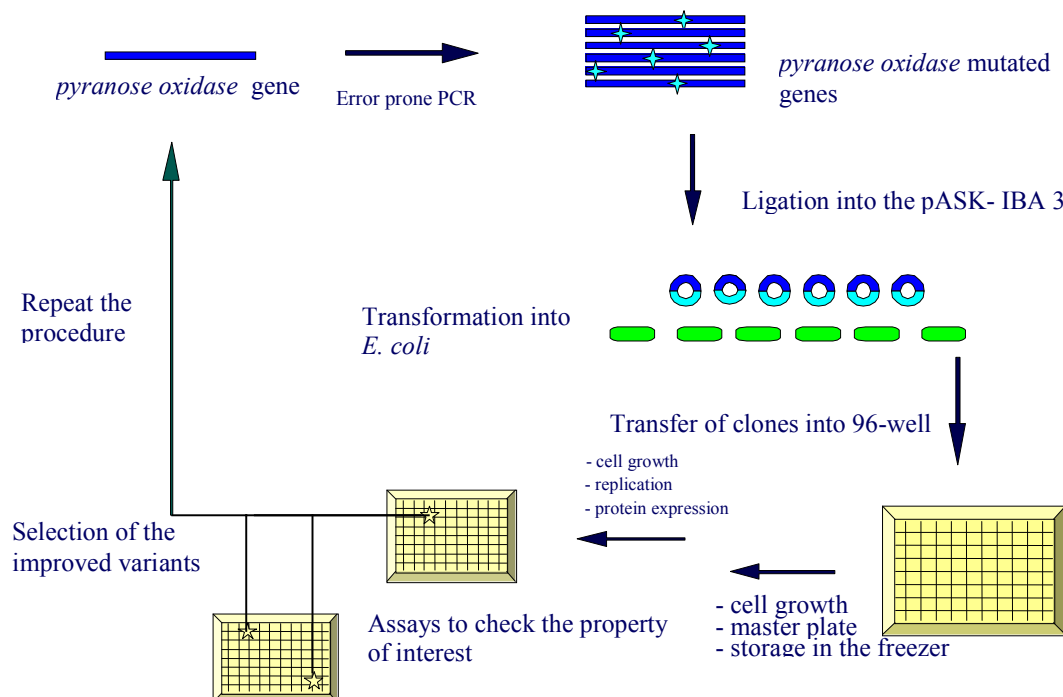 pyranose oxidase gene
Error prone PCR
pyranose oxidase mutated
genes
Ligation into the pASK- IBA 3
Transformation into
E. coli
Transfer of clones into 96-well
- cell growth
- replication
- protein expression
- cell growth
- master plate
- storage in the freezer
Assays to check the property
of interest
Selection of the
improved variants
Repeat the
procedure